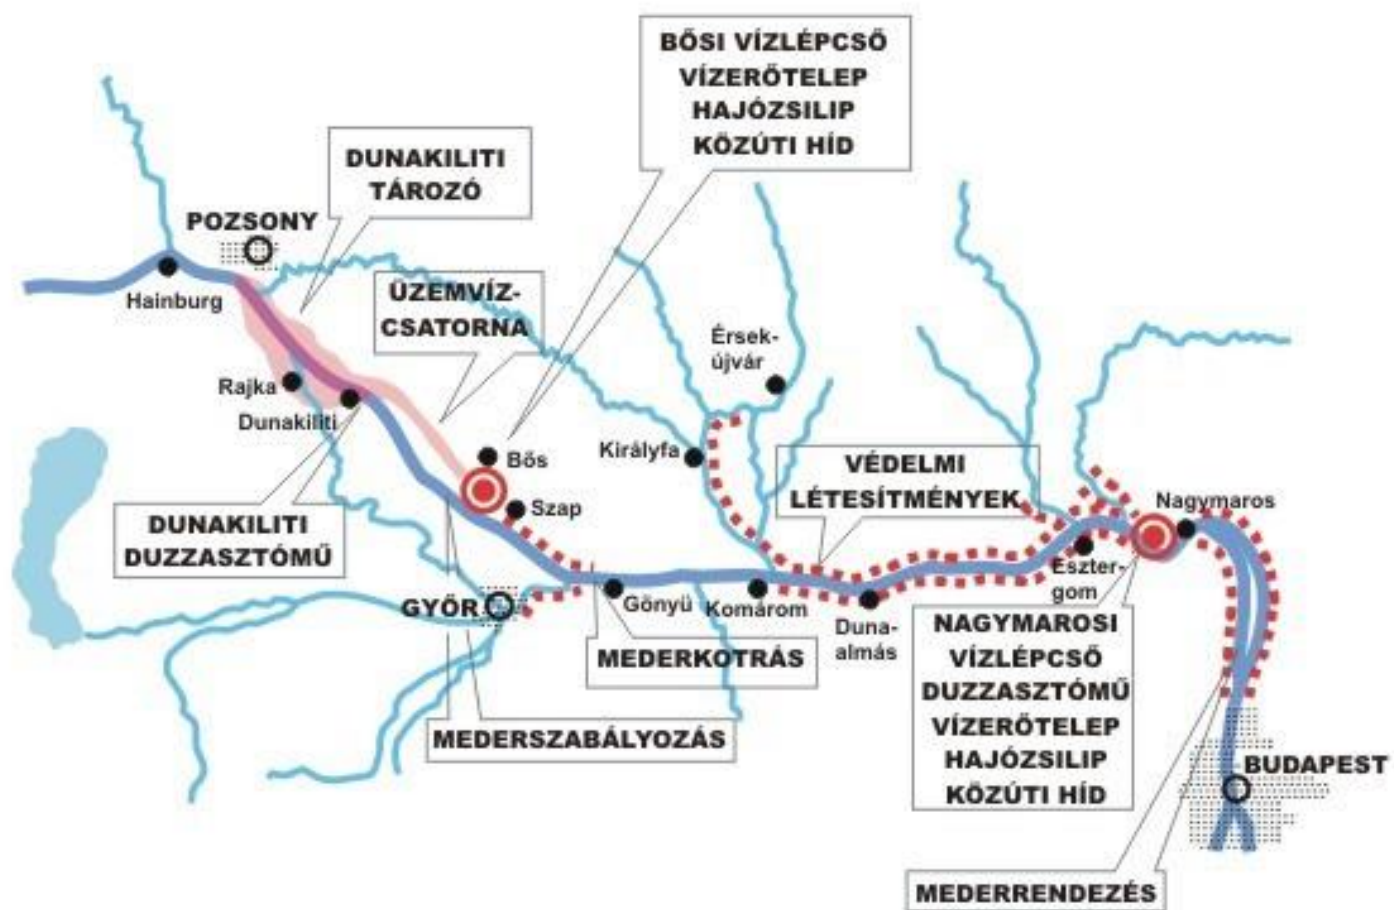 BŐSI VÍZLÉPCSŐ
VÍZERŐTELEP
HAJÓZSILIP
KÖZÚTI HÍD
DUNAKILITI
TÁROZÓ
POZSONY
Hainburg
ÜZEMVÍZ-
CSATORNA
Érsek-
újvár
Rajka
Dunakiliti
Bős
Királyfa
Szap
VÉDELMI
LÉTESÍTMÉNYEK
Nagymaros
DUNAKILITI
DUZZASZTÓMŰ
GYŐR
Gönyü
Komárom
Duna-
almás
Eszter-
gom
MEDERKOTRÁS
NAGYMAROSI
VÍZLÉPCSŐ
DUZZASZTÓMŰ
VÍZERŐTELEP
HAJÓZSILIP
KÖZÚTI HÍD
MEDERSZABÁLYOZÁS
BUDAPEST
MEDERRENDEZÉS